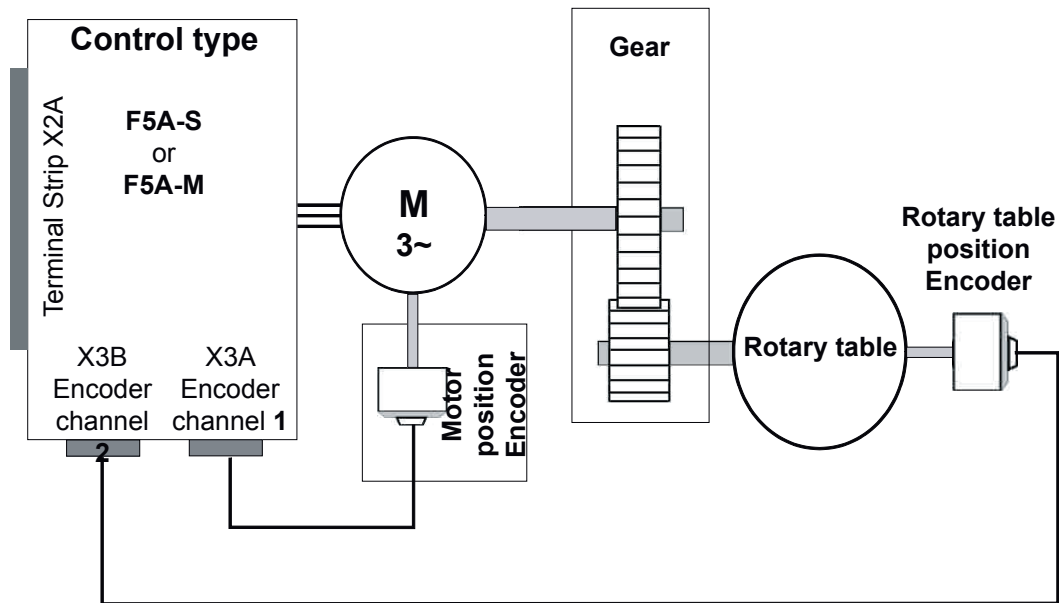 Control type
Terminal Strip X2A
F5A-S
or
F5A-M
X3B
Encoder
channel
2
X3A
Encoder
channel 1
M
3~
Motor
position
Encoder
Gear
Rotary table
Rotary table
position
Encoder